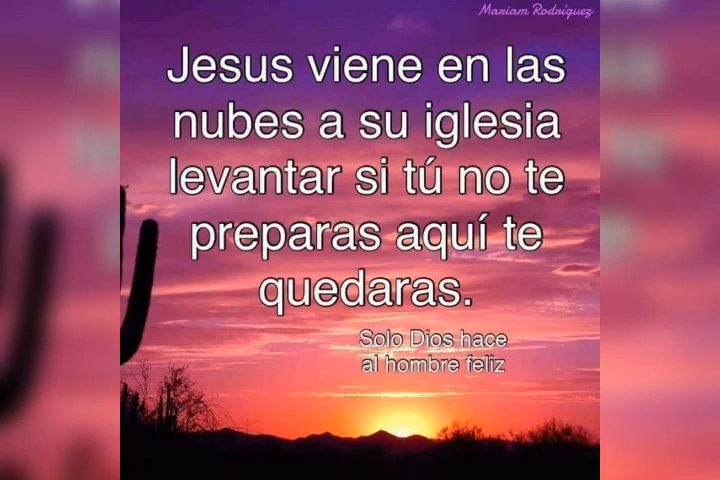 Mariam Rodríguez
Jesus viene en las
nubes a su iglesia
levantar si tú no te
preparas aquí te
quedaras.
Solo Dios hace
al hombre feliz